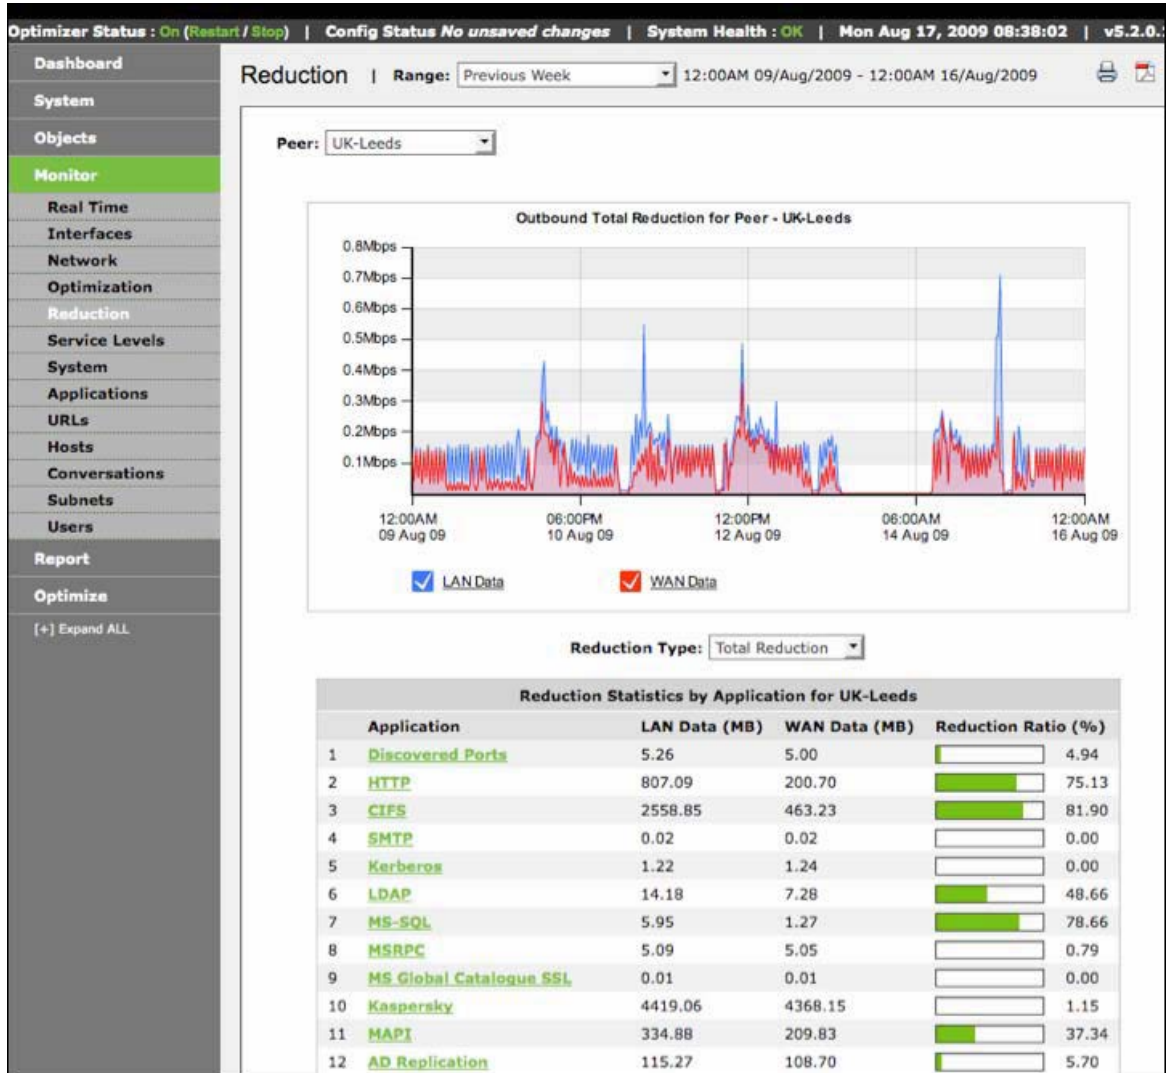 Optimizer Status : On (Restart / Stop) | Config Status No unsaved changes | System Health : OK | Mon Aug 17, 2009 08:38:02 | v5.2.0.
Dashboard
System
Objects
Monitor
Real Time
Interfaces
Network
Optimization
Reduction
Service Levels
System
Applications
URLs
Hosts
Conversations
Subnets
Users
Report
Optimize
[+] Expand ALL
Reduction | Range: Previous Week 12:00AM 09/Aug/2009 - 12:00AM 16/Aug/2009
Peer: UK-Leeds
Outbound Total Reduction for Peer - UK-Leeds
0.8Mbps
0.7Mbps
0.6Mbps
0.5Mbps
0.4Mbps
0.3Mbps
0.2Mbps
0.1Mbps
12:00AM 06:00PM 12:00PM 06:00AM 12:00AM
09 Aug 09 10 Aug 09 12 Aug 09 14 Aug 09 16 Aug 09
LAN Data WAN Data
Reduction Type: Total Reduction
Reduction Statistics by Application for UK-Leeds
Application LAN Data (MB) WAN Data (MB) Reduction Ratio (%)
1 Discovered Ports 5.26 5.00 4.94
2 HTTP 807.09 200.70 75.13
3 CIFS 2558.85 463.23 81.90
4 SMTP 0.02 0.02 0.00
5 Kerberos 1.22 1.24 0.00
6 LDAP 14.18 7.28 48.66
7 MS-SQL 5.95 1.27 78.66
8 MSRPC 5.09 5.05 0.79
9 MS Global Catalogue SSL 0.01 0.01 0.00
10 Kaspersky 4419.06 4368.15 1.15
11 MAPI 334.88 209.83 37.34
12 AD Replication 115.27 108.70 5.70